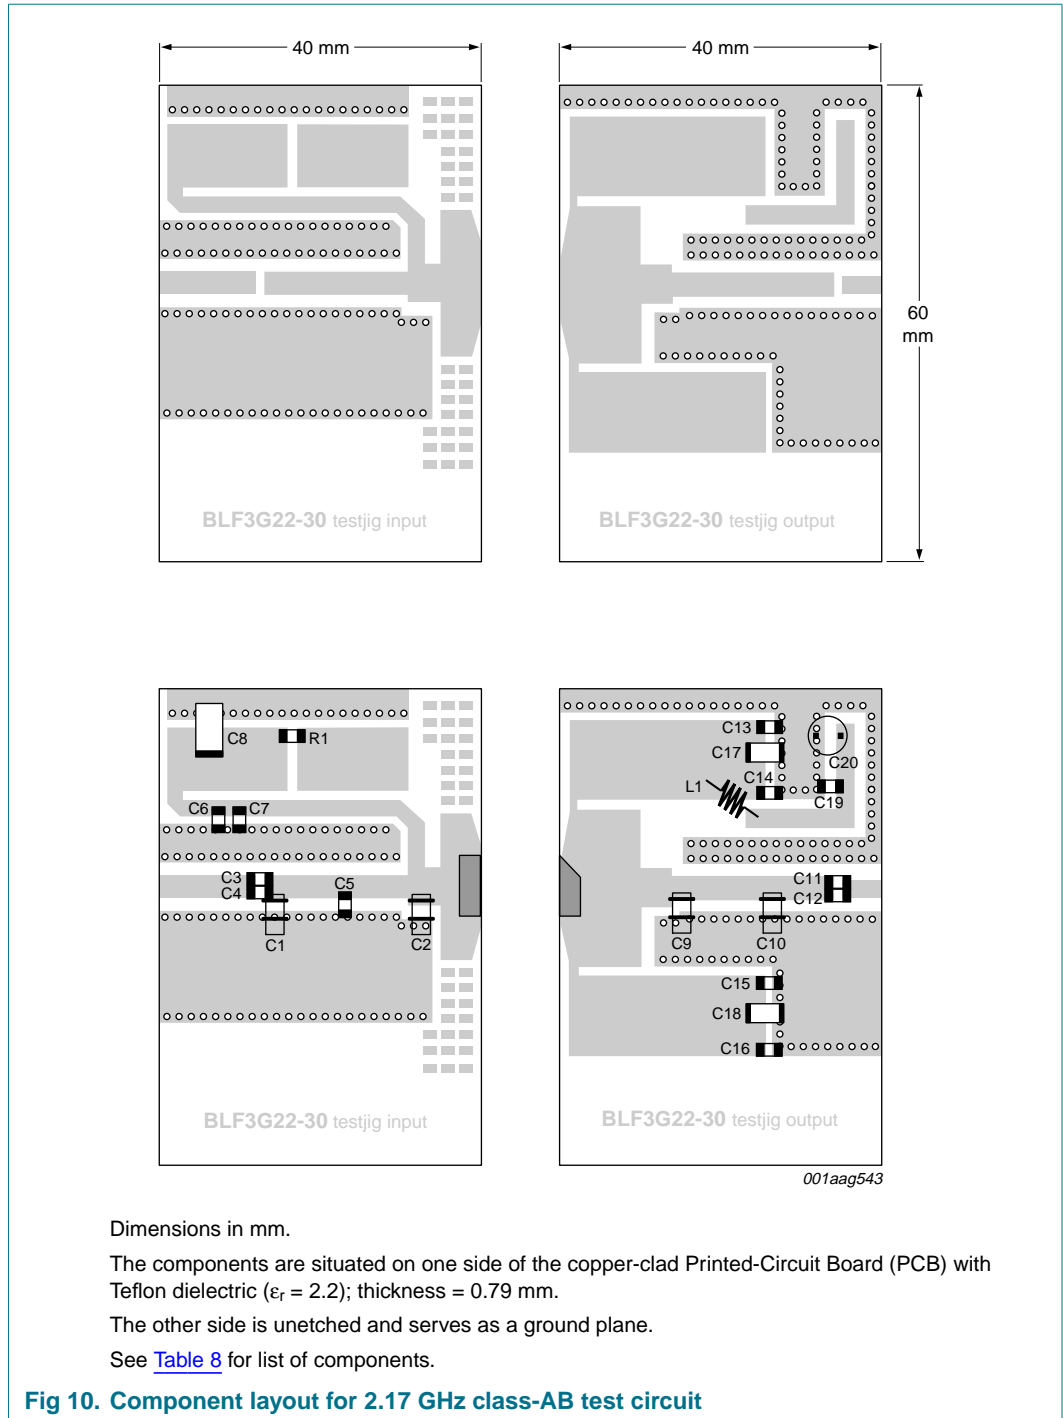 40 mm
40 mm
60
mm
BLF3G22-30 testjig input
BLF3G22-30 testjig output
C8
R1
C13
C17
C20
C14
L1
C19
C6
C7
C3
C4
C5
C11
C12
C1
C2
C9
C10
C15
C18
C16
BLF3G22-30 testjig input
BLF3G22-30 testjig output
001aag543
Dimensions in mm.
The components are situated on one side of the copper-clad Printed-Circuit Board (PCB) with
Teflon dielectric (εr = 2.2); thickness = 0.79 mm.
The other side is unetched and serves as a ground plane.
See Table 8 for list of components.
Fig 10. Component layout for 2.17 GHz class-AB test circuit